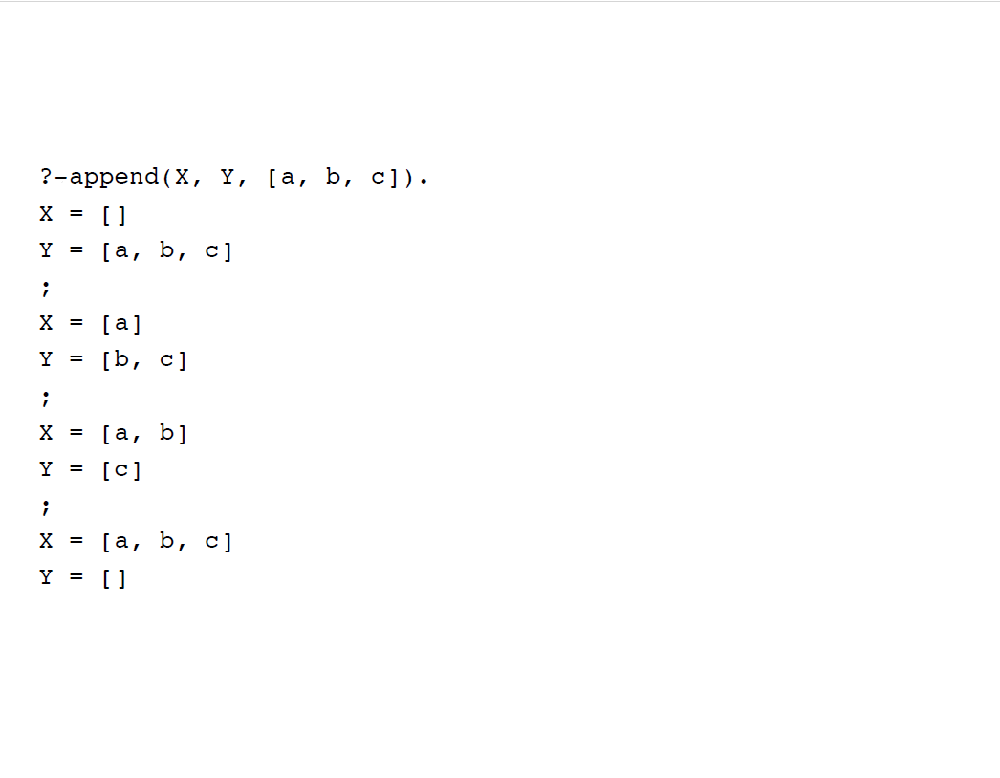 ?-append(X, Y, [a, b, c]).
X = []
Y = [a, b, c]
;
X = [a]
Y = [b, c]
;
X = [a, b]
Y = [c]
;
X = [a, b, c]
Y = []